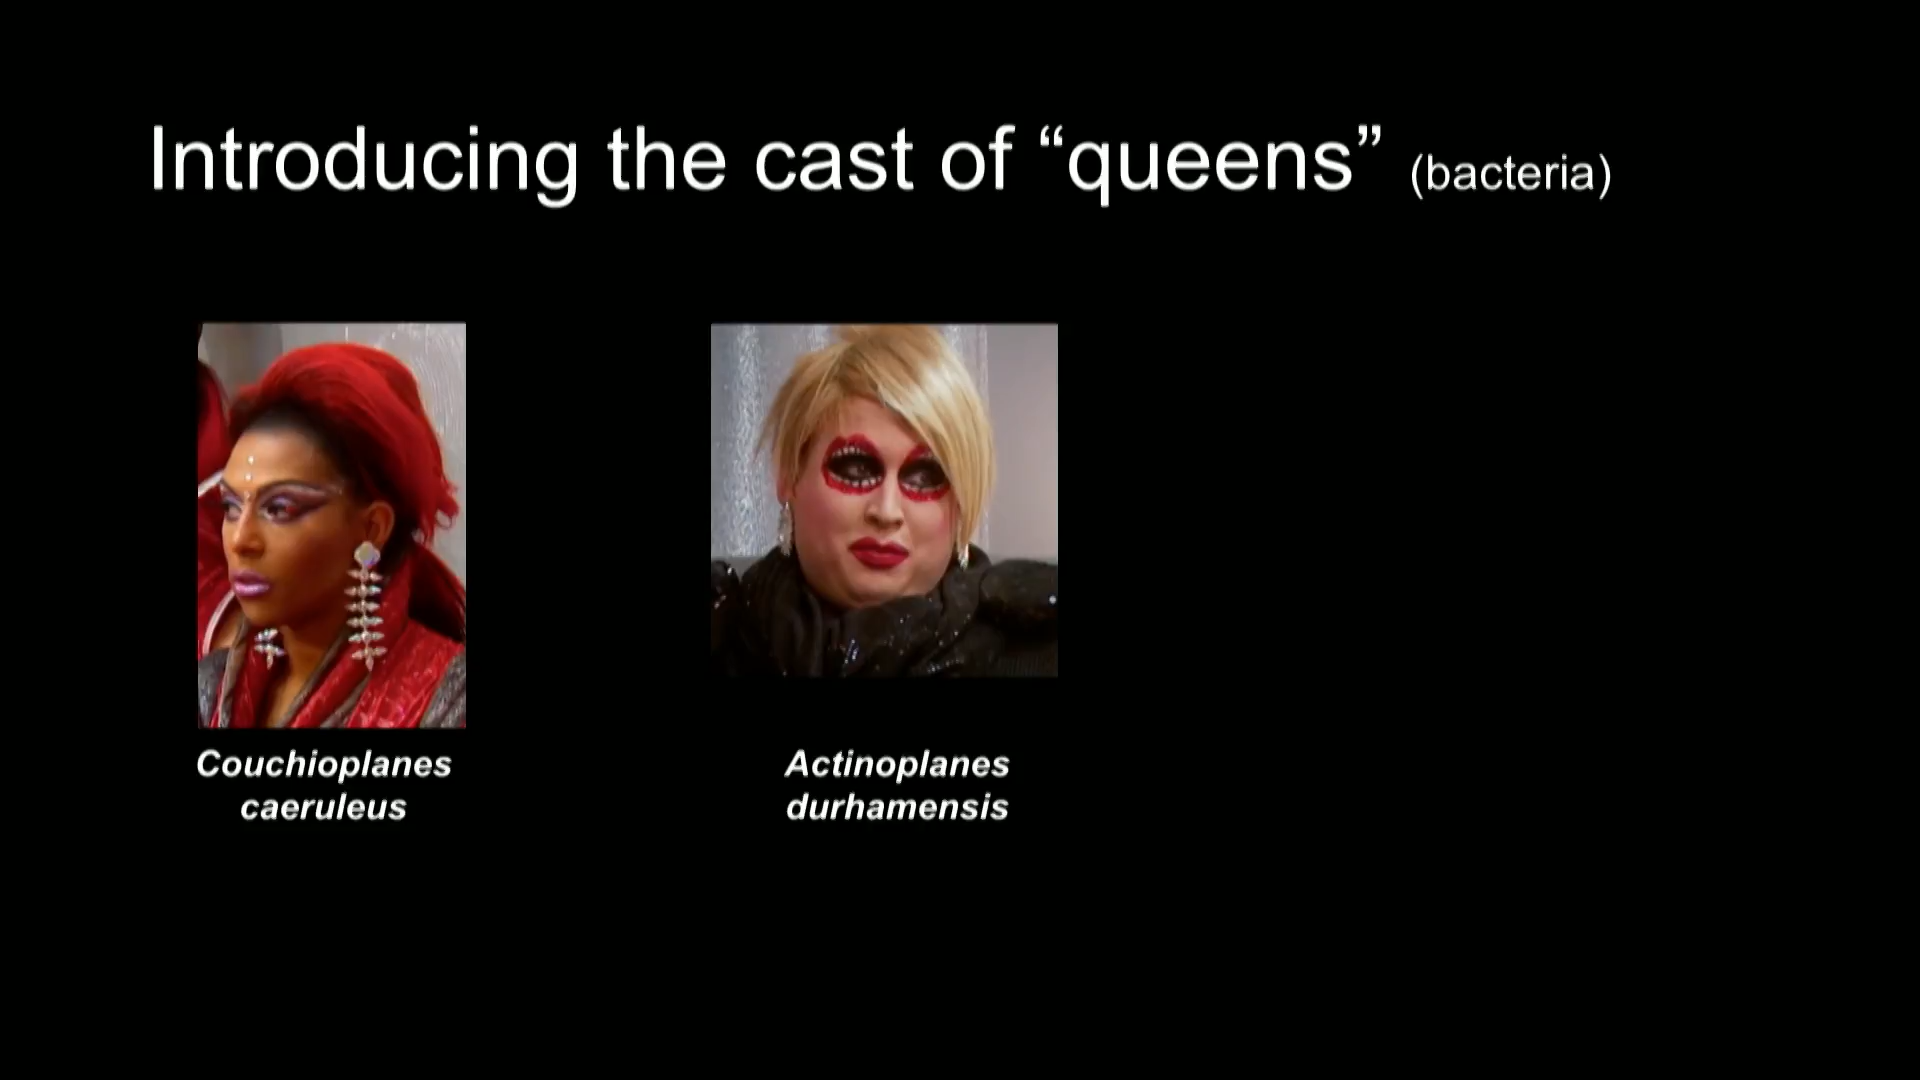 Introducing the cast of “queens” (bacteria)
Couchioplanes
caeruleus
Actinoplanes
durhamensis